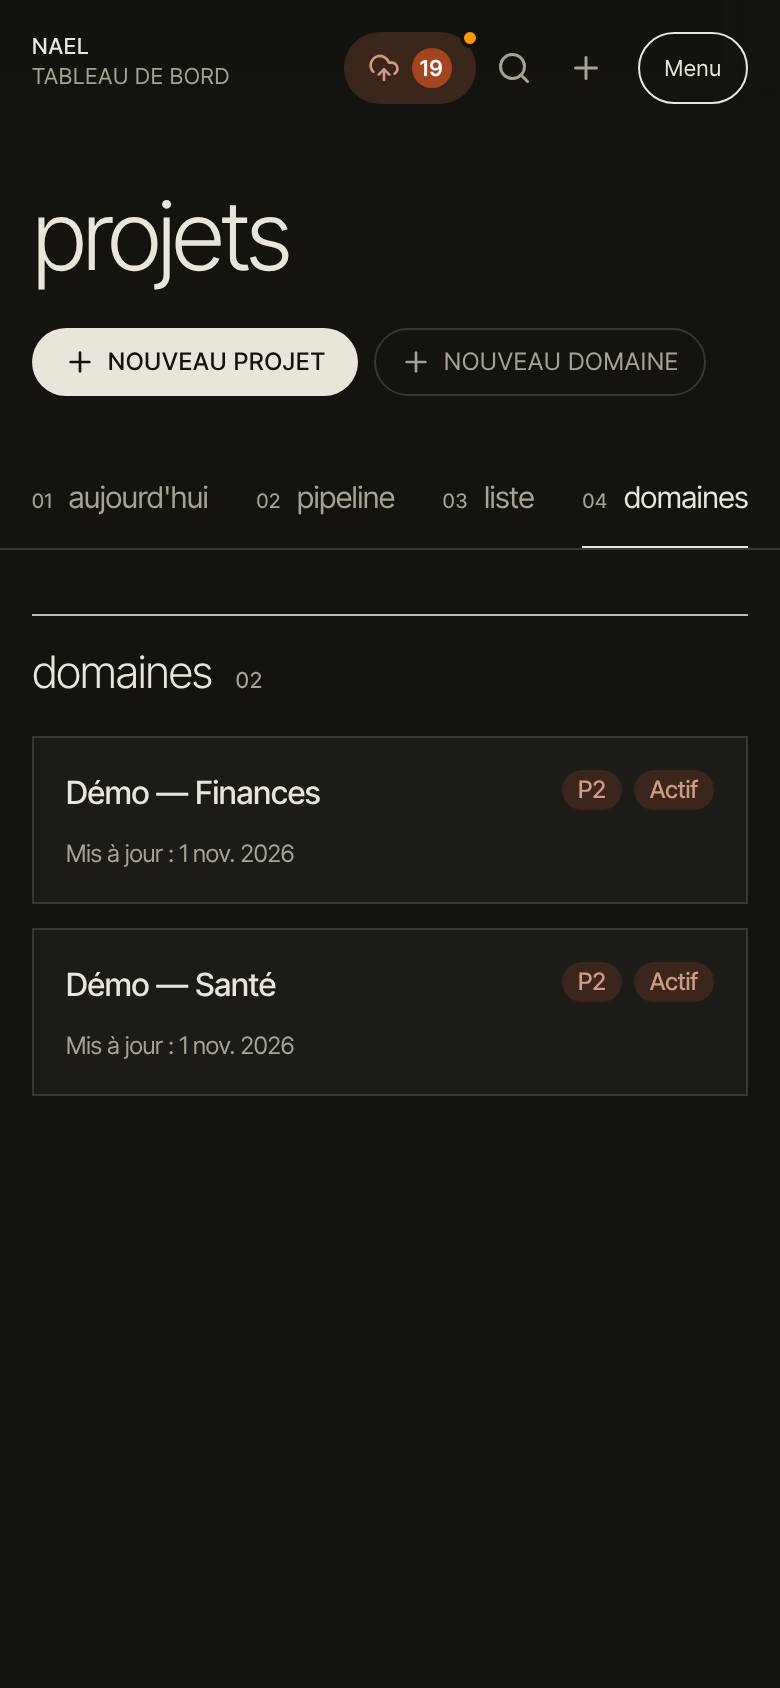 NAEL
TABLEAU DE BORD
19
Menu
projets
NOUVEAU PROJET
NOUVEAU DOMAINE
01 aujourd'hui 02 pipeline 03 liste 04 domaines
domaines 02
Démo — Finances P2 Actif
Mis à jour : 1 nov. 2026
Démo — Santé P2 Actif
Mis à jour : 1 nov. 2026